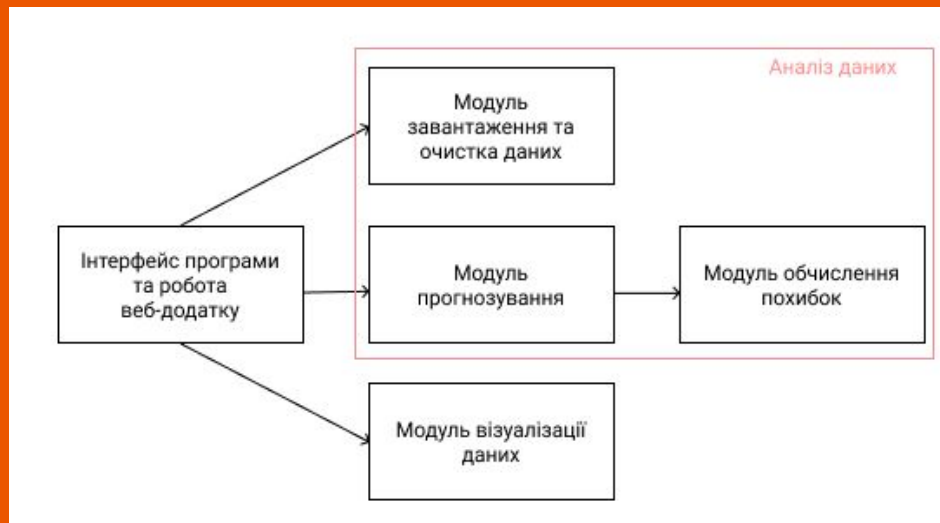 Аналіз даних
Модуль
завантаження та
очистка даних
Інтерфейс програми
та робота
веб-додатку
Модуль
прогнозування
Модуль обчислення
похибок
Модуль візуалізації
даних